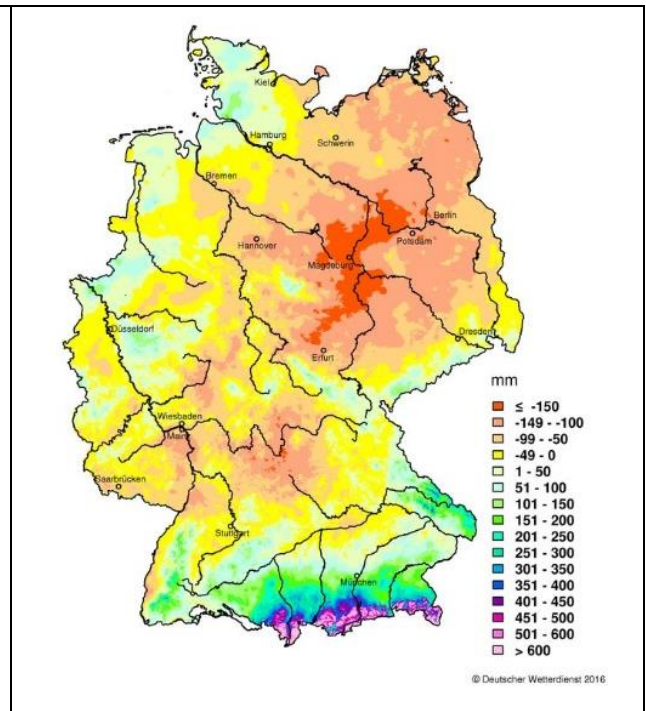 Kiel
Hamburg
Schwerin
Bremen
Berlin
Hannover
Potsdam
Magdeburg
Düsseldorf
Dresden
Erfurt
Wiesbaden
Mainz
Saarbrücken
Stuttgart
München
mm
≤ -150
-149 - -100
-99 - -50
-49 - 0
1 - 50
51 - 100
101 - 150
151 - 200
201 - 250
251 - 300
301 - 350
351 - 400
401 - 450
451 - 500
501 - 600
> 600
© Deutscher Wetterdienst 2016